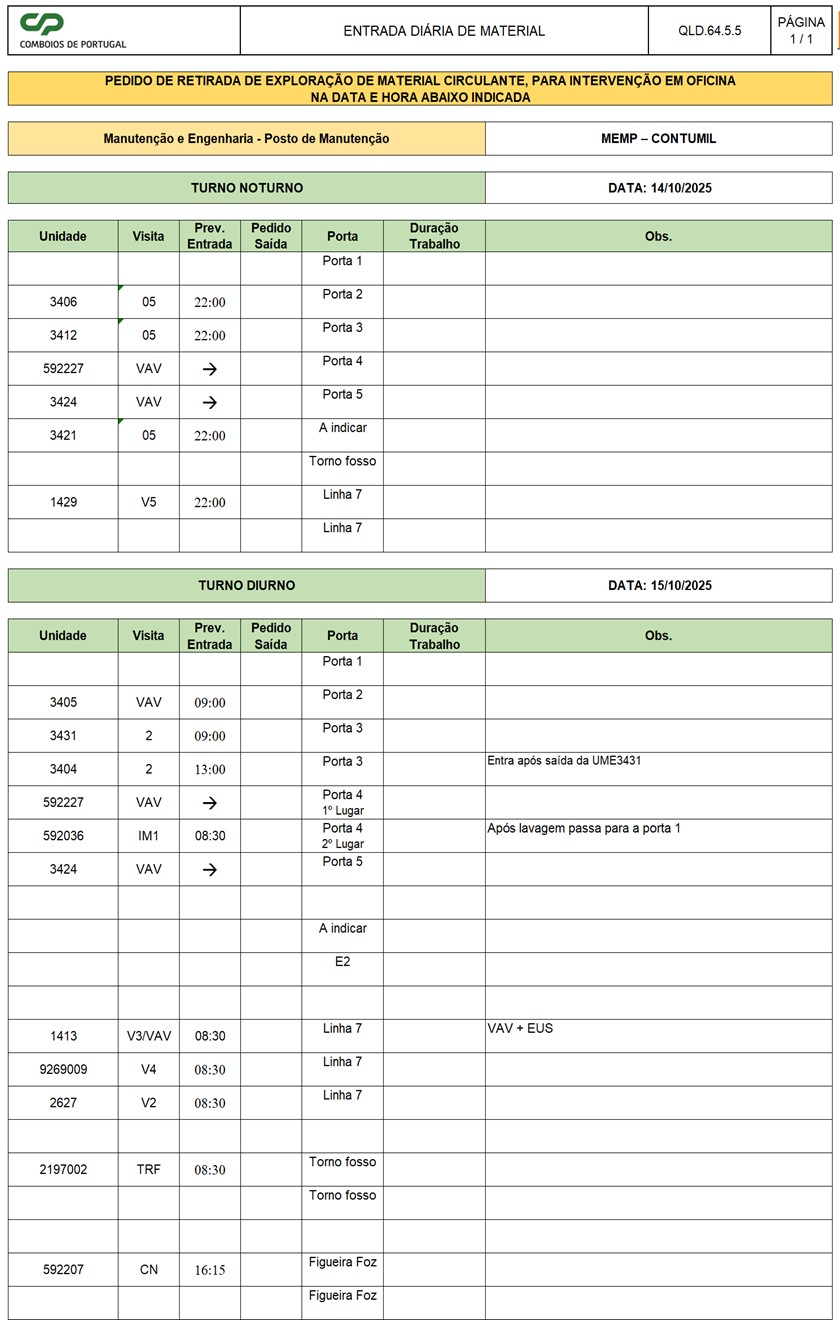 CP
COMBOIOS DE PORTUGAL
ENTRADA DIÁRIA DE MATERIAL
QLD.64.5.5
PÁGINA
1 / 1
PEDIDO DE RETIRADA DE EXPLORAÇÃO DE MATERIAL CIRCULANTE, PARA INTERVENÇÃO EM OFICINA
NA DATA E HORA ABAIXO INDICADA
Manutenção e Engenharia - Posto de Manutenção
MEMP – CONTUMIL
TURNO NOTURNO
DATA: 14/10/2025
Unidade Visita Prev. Entrada Pedido Saída Porta Duração Trabalho Obs.
Porta 1
3406 05 22:00 Porta 2
3412 05 22:00 Porta 3
592227 VAV → Porta 4
3424 VAV → Porta 5
3421 05 22:00 A indicar
Torno fosso
1429 V5 22:00 Linha 7
Linha 7
TURNO DIURNO
DATA: 15/10/2025
Unidade Visita Prev. Entrada Pedido Saída Porta Duração Trabalho Obs.
Porta 1
3405 VAV 09:00 Porta 2
3431 2 09:00 Porta 3
3404 2 13:00 Porta 3 Entra após saída da UME3431
592227 VAV → Porta 4 1º Lugar
592036 IM1 08:30 Porta 4 2º Lugar Após lavagem passa para a porta 1
3424 VAV → Porta 5
A indicar
E2
1413 V3/VAV 08:30 Linha 7 VAV + EUS
9269009 V4 08:30 Linha 7
2627 V2 08:30 Linha 7
2197002 TRF 08:30 Torno fosso
Torno fosso
592207 CN 16:15 Figueira Foz
Figueira Foz